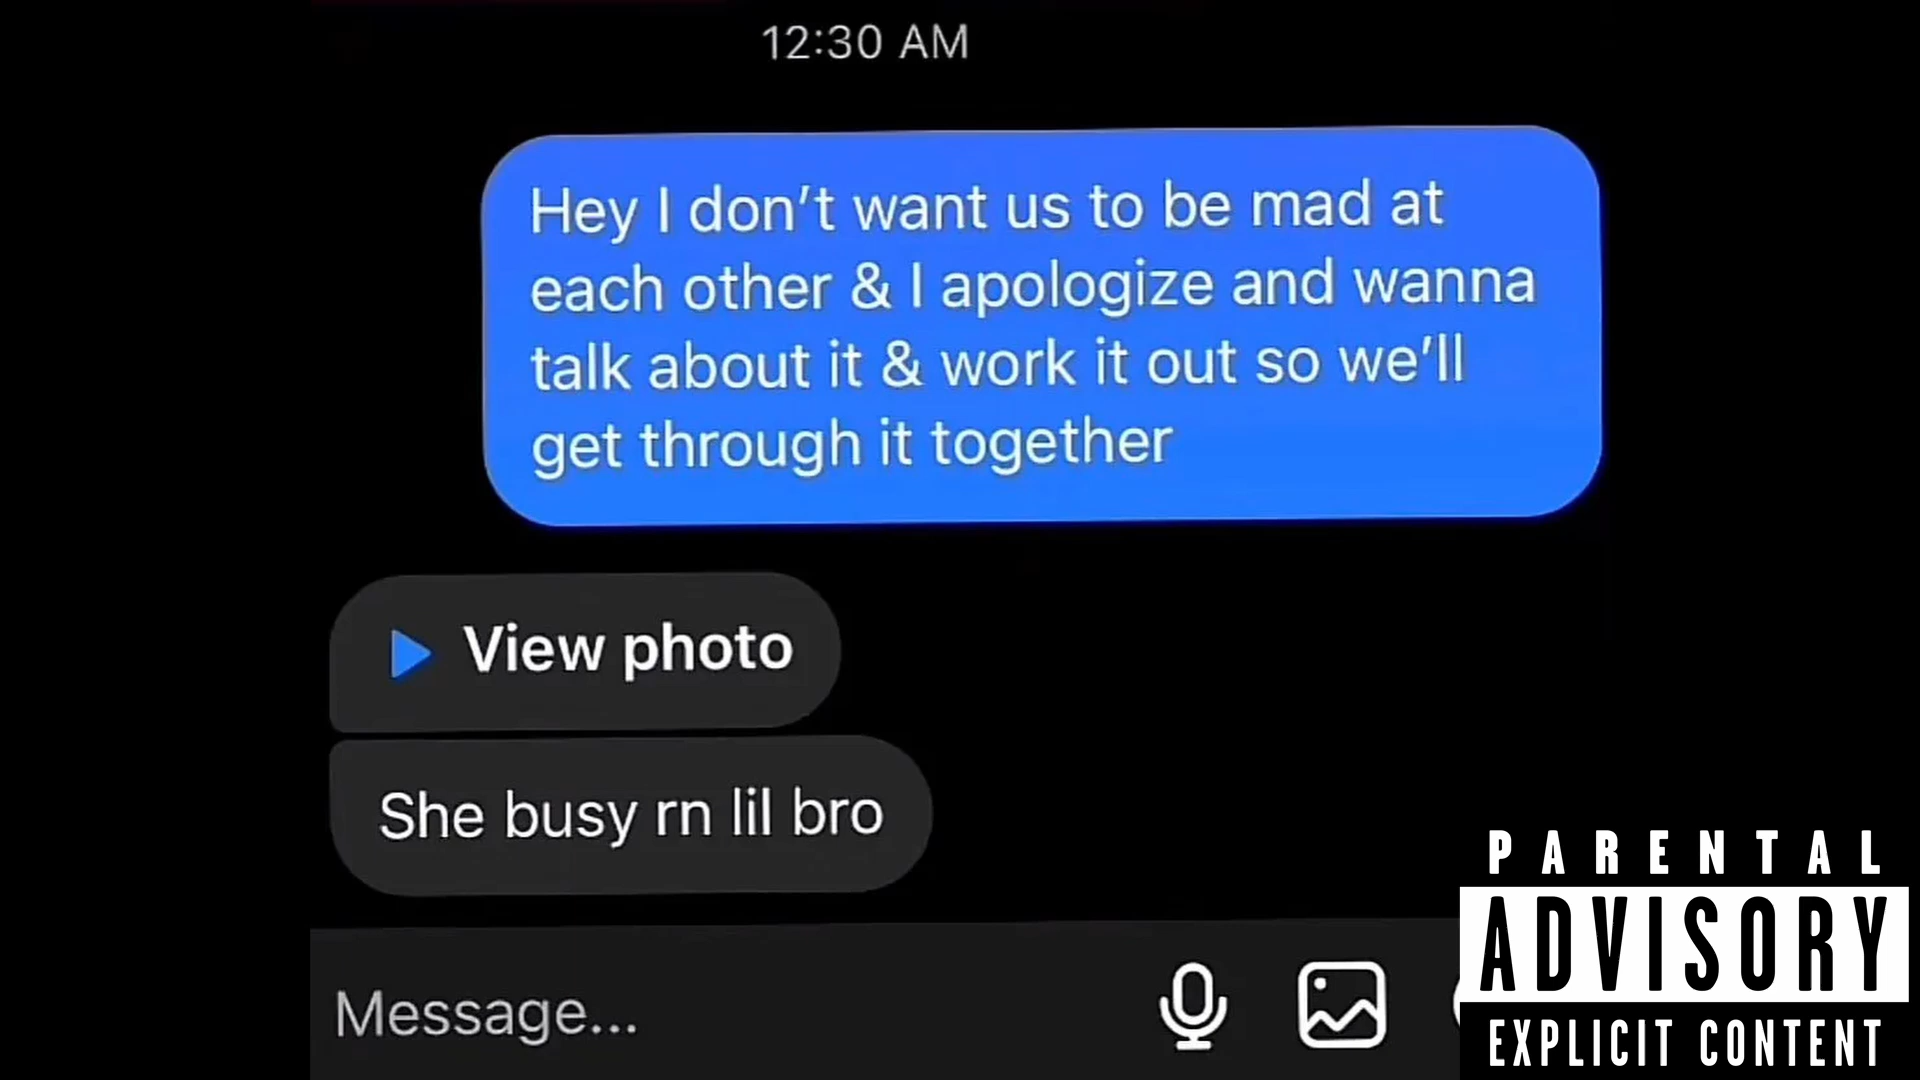 12:30 AM
Hey I don’t want us to be mad at
each other & I apologize and wanna
talk about it & work it out so we’ll
get through it together
View photo
She busy rn lil bro
Message...
PARENTAL
ADVISORY
EXPLICIT CONTENT